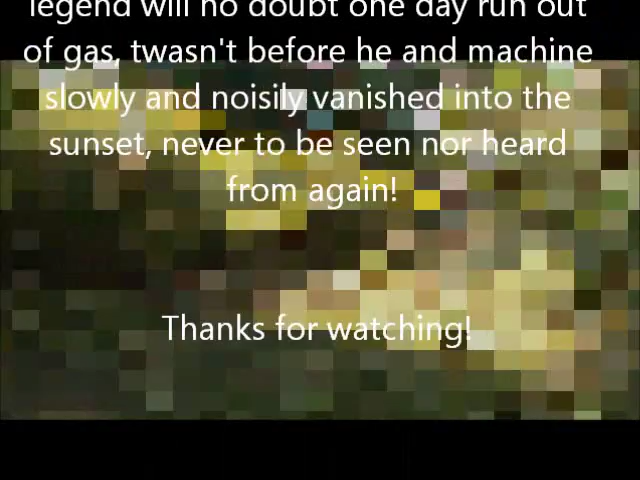 legend will no doubt one day run out
of gas, twasn't before he and machine
slowly and noisily vanished into the
sunset, never to be seen nor heard
from again!
Thanks for watching!